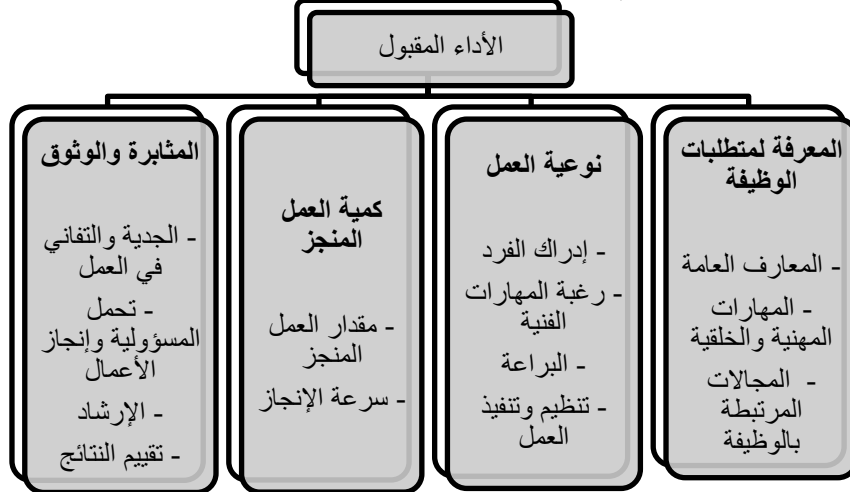 الأداء المقبول
المعرفة لمتطلبات
الوظيفة
- المعارف العامة
- المهارات
المهنية والخلقية
- المجالات
المرتبطة
بالوظيفة
نوعية العمل
- إدراك الفرد
- رغبة المهارات
الفنية
- البراعة
- تنظيم وتنفيذ
العمل
كمية العمل
المنجز
- مقدار العمل
المنجز
- سرعة الإنجاز
المثابرة والوثوق
- الجدية والتفاني
في العمل
- تحمل
المسؤولية وإنجاز
الأعمال
- الإرشاد
- تقييم النتائج